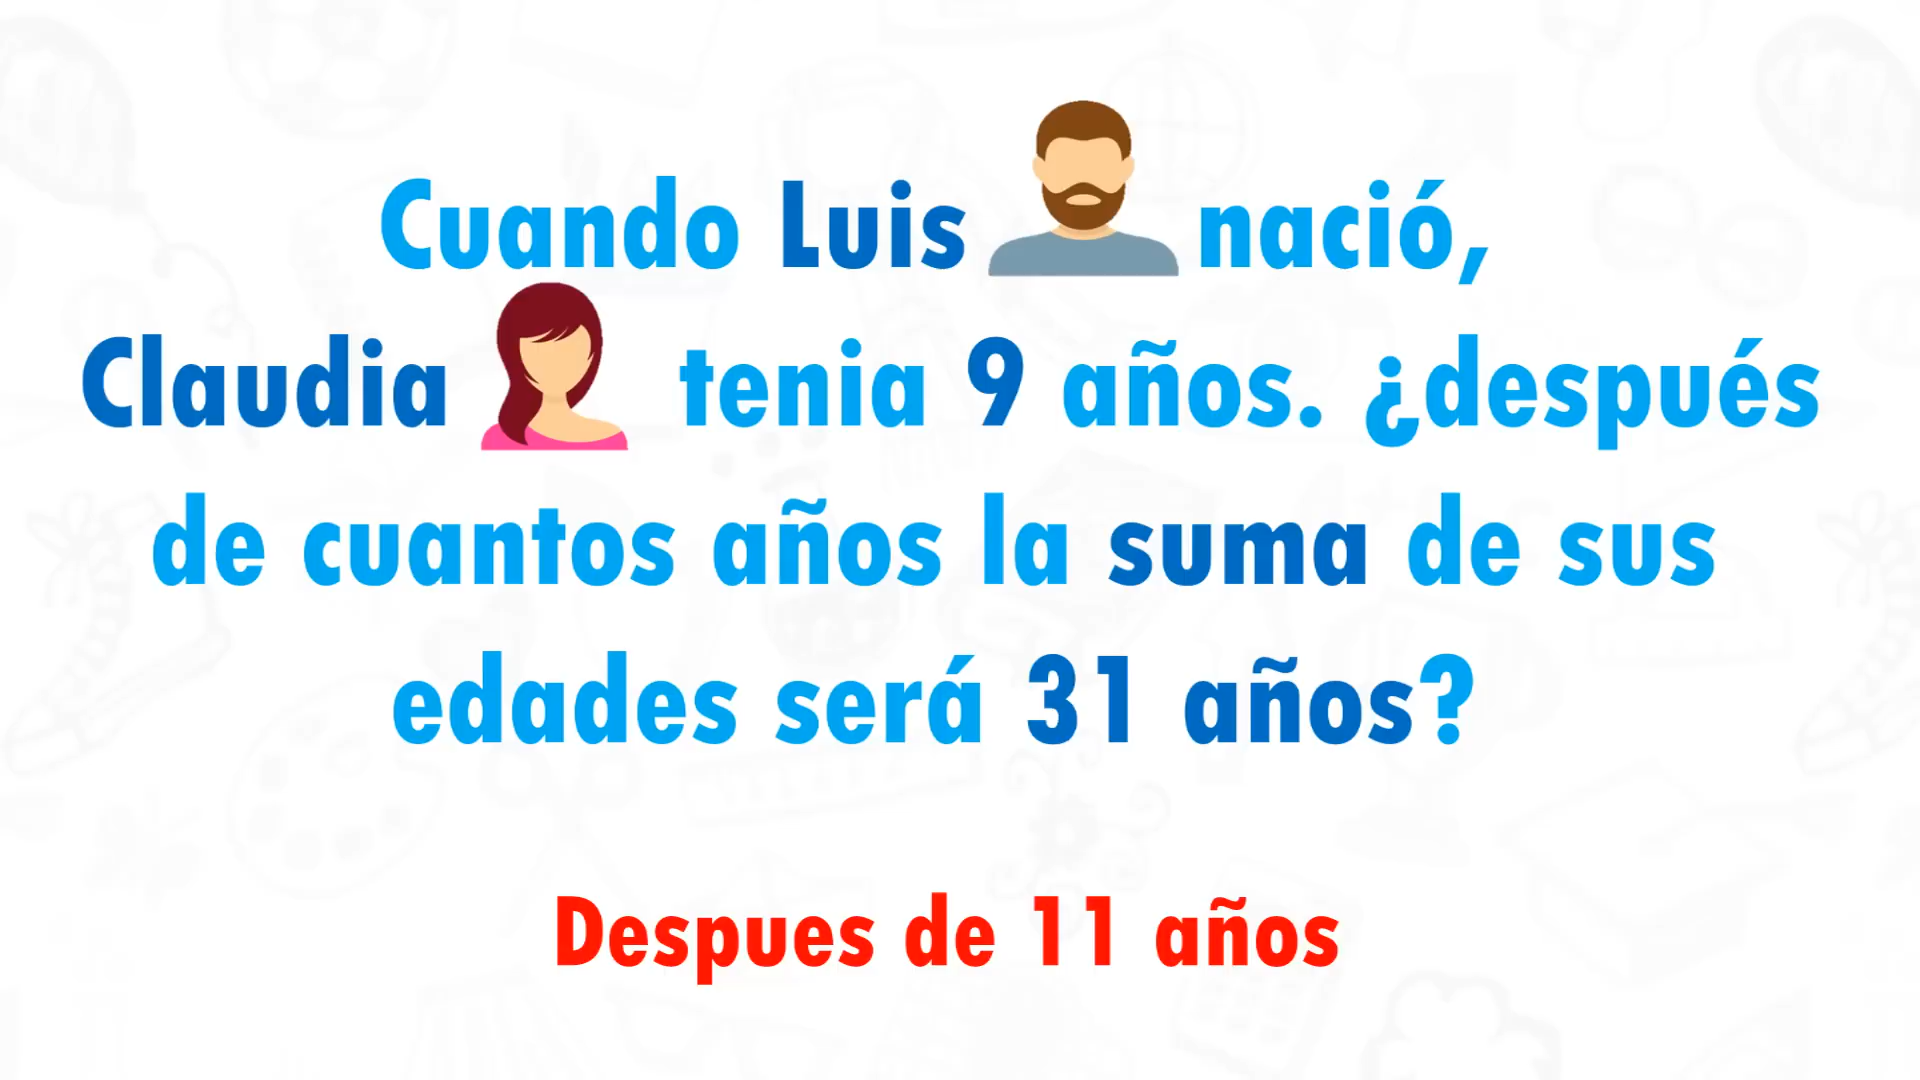 Cuando Luis nació,
Claudia tenia 9 años. ¿después
de cuantos años la suma de sus
edades será 31 años?
Despues de 11 años